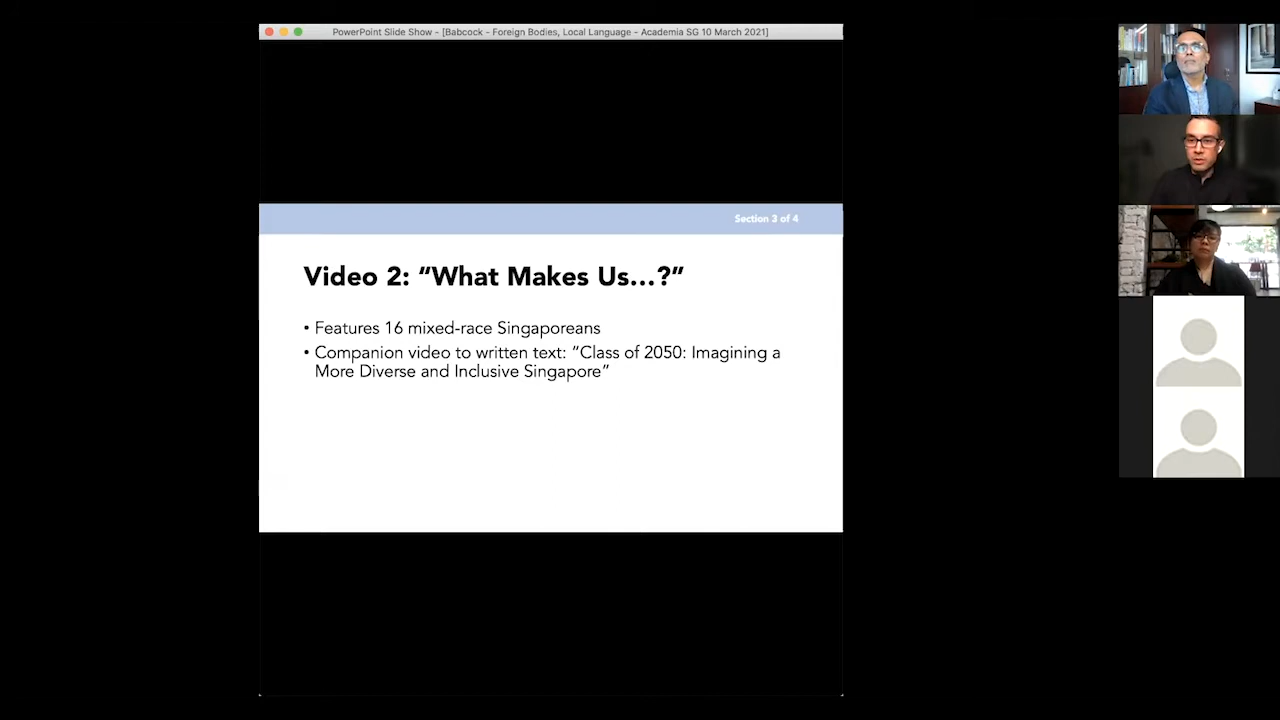 PowerPoint Slide Show - [Babcock - Foreign Bodies, Local Language - Academia SG 10 March 2021]
Section 3 of 4
Video 2: “What Makes Us…?”
• Features 16 mixed-race Singaporeans
• Companion video to written text: “Class of 2050: Imagining a
More Diverse and Inclusive Singapore”